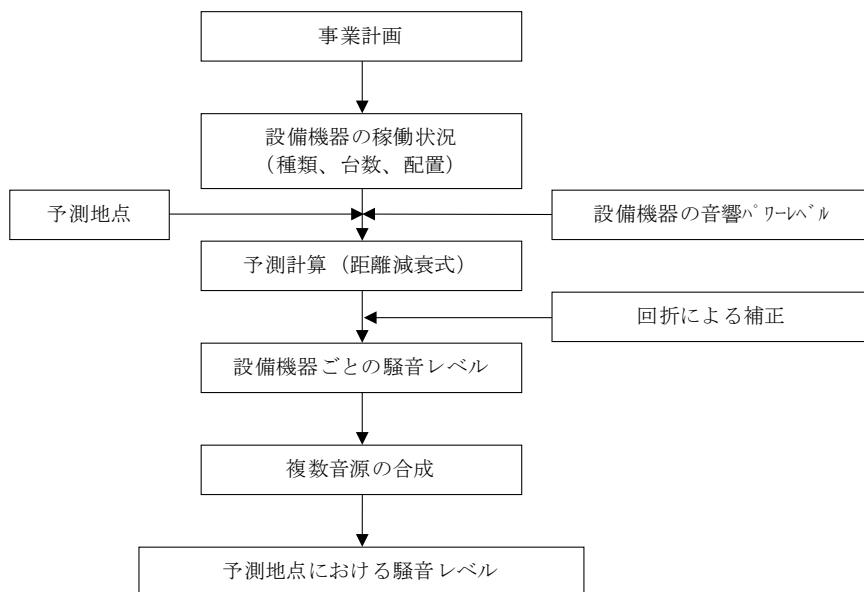 事業計画
設備機器の稼働状況
（種類、台数、配置）
予測地点
設備機器の音響ﾊﾟﾜｰﾚﾍﾞﾙ
予測計算（距離減衰式）
回折による補正
設備機器ごとの騒音レベル
複数音源の合成
予測地点における騒音レベル